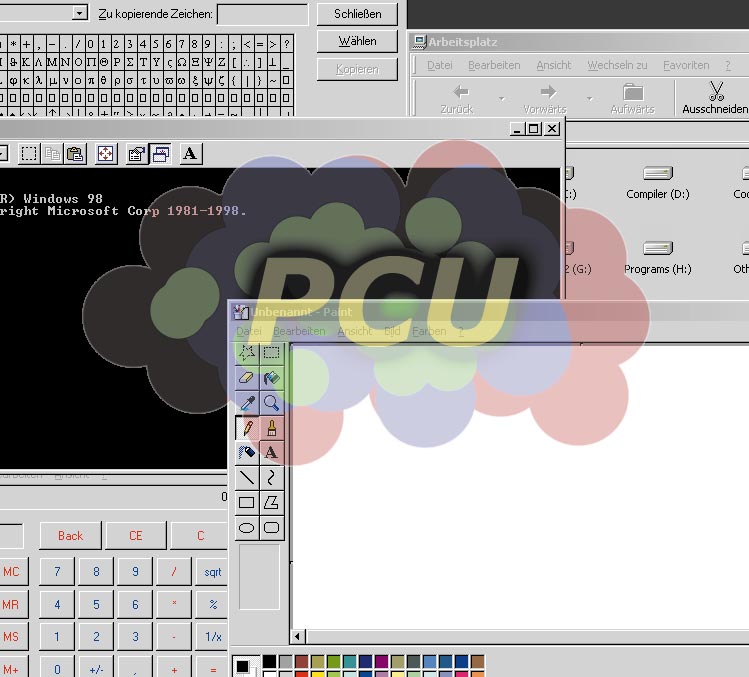 Zu kopierende Zeichen:
Schließen
Wählen
Kopieren
* + , - . / 0 1 2 3 4 5 6 7 8 9 : ; < = > ?
Arbeitsplatz
Datei Bearbeiten Ansicht Wechseln zu Favoriten ?
Zurück Vorwärts Aufwärts Ausschneiden
A
R) Windows 98
right Microsoft Corp 1981-1998.
C:) Compiler (D:)
(G:) Programs (H:)
PCU
Unbenannt - Paint
Datei Bearbeiten Ansicht Bild Farben ?
A
Ansicht ?
0
Back CE C
MC 7 8 9 / sqrt
MR 4 5 6 * %
MS 1 2 3 - 1/x
M+ 0 +/- , + =